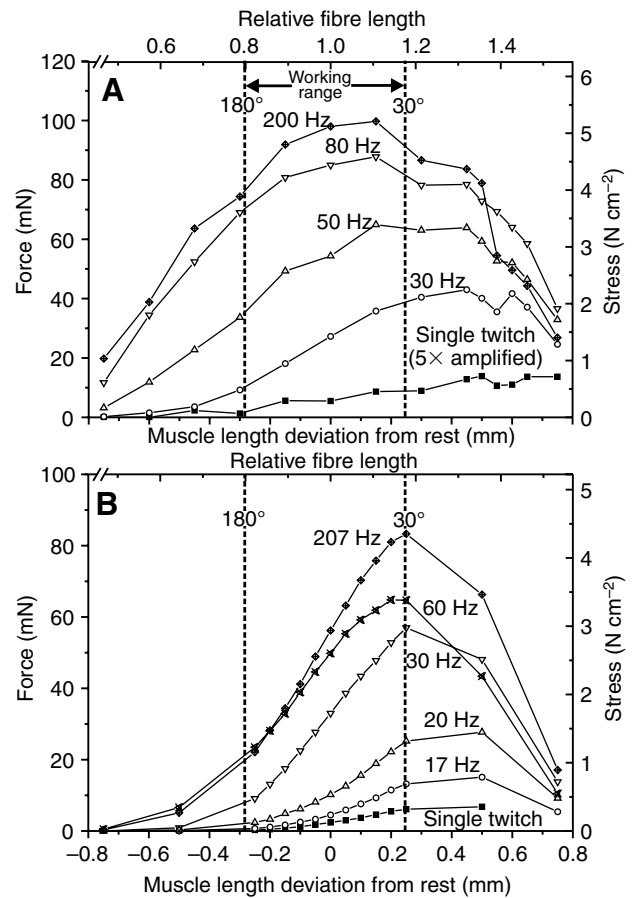 Relative fibre length
0.6 0.8 1.0 1.2 1.4
120 A Working 6
range
180° 30°
200 Hz
100 5
80 Hz
80 4
50 Hz
60 3
30 Hz
40 2
Single twitch
(5× amplified)
20 1
0 0
Force (mN)
Stress (N cm⁻²)
Muscle length deviation from rest (mm)
Relative fibre length
100 B 5
180° 30°
207 Hz
80 4
60 Hz
60 3
30 Hz
40 2
20 Hz
20 17 Hz 1
Single twitch
0 0
Force (mN)
Stress (N cm⁻²)
−0.8 −0.6 −0.4 −0.2 0 0.2 0.4 0.6 0.8
Muscle length deviation from rest (mm)